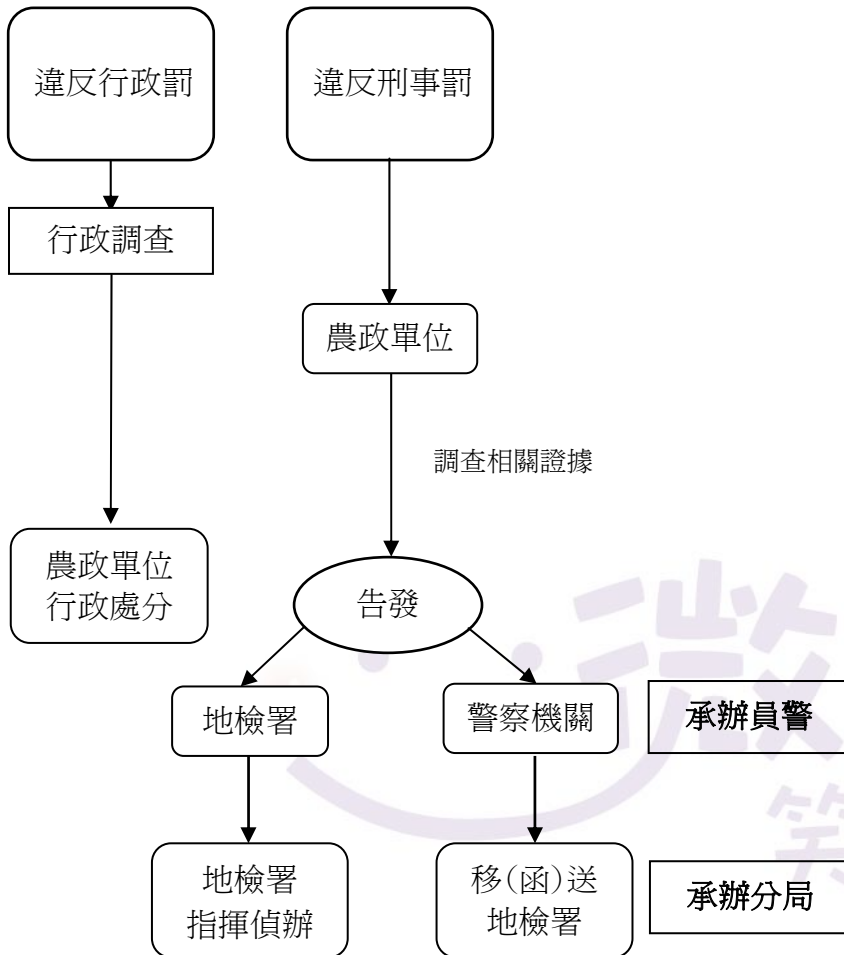 違反行政罰
違反刑事罰
行政調查
農政單位
調查相關證據
農政單位
行政處分
告發
地檢署
警察機關
承辦員警
地檢署
指揮偵辦
移(函)送
地檢署
承辦分局
微
笑